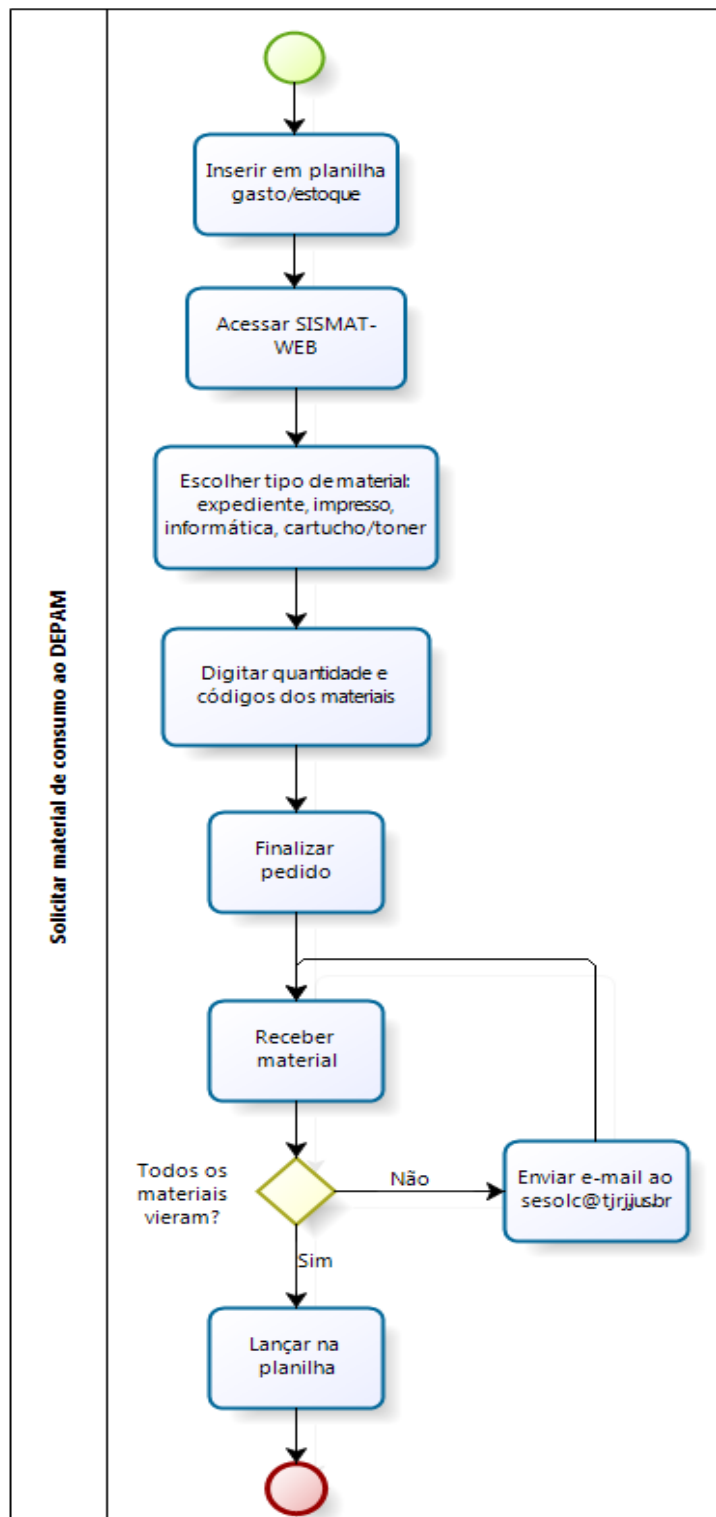 Solicitar material de consumo ao DEPAM
Inserir em planilha
gasto/estoque
Acessar SISMAT-
WEB
Escolher tipo de material:
expediente, impresso,
informática, cartucho/toner
Digitar quantidade e
códigos dos materiais
Finalizar
pedido
Receber
material
Todos os
materiais
vieram?
Não
Enviar e-mail ao
sesolc@tjrj.jus.br
Sim
Lançar na
planilha